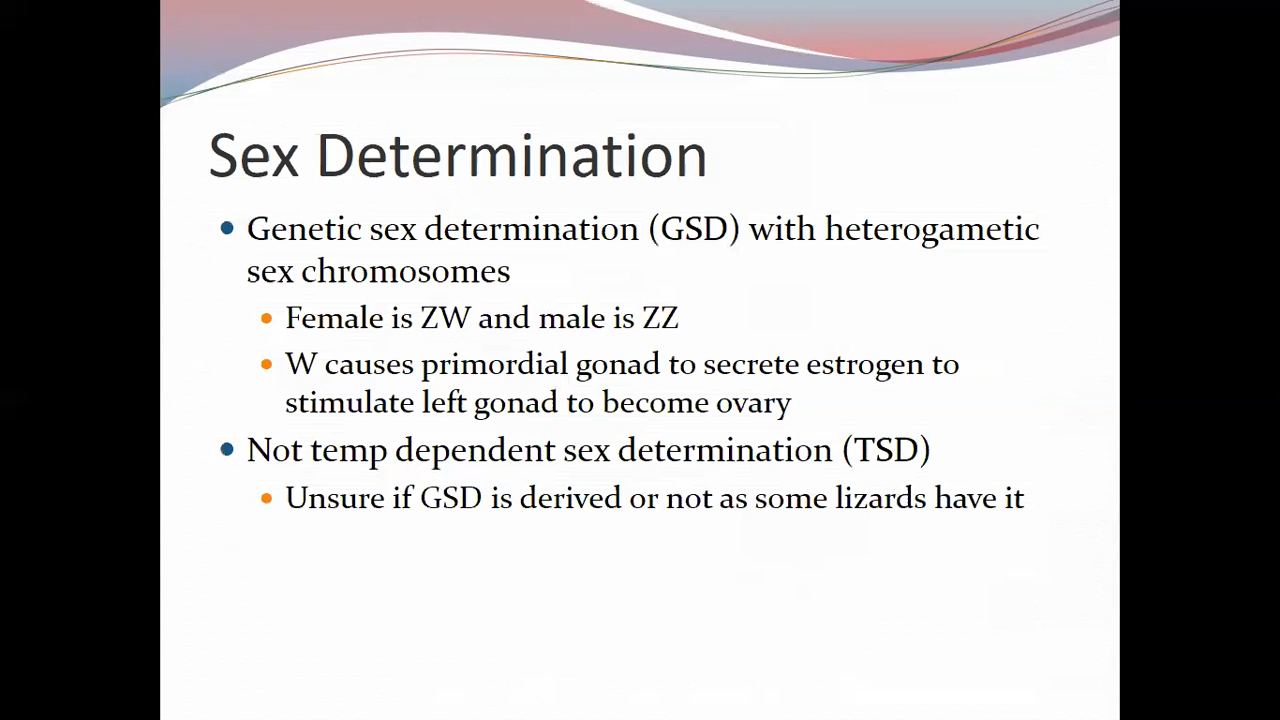 Sex Determination
• Genetic sex determination (GSD) with heterogametic
sex chromosomes
• Female is ZW and male is ZZ
• W causes primordial gonad to secrete estrogen to
stimulate left gonad to become ovary
• Not temp dependent sex determination (TSD)
• Unsure if GSD is derived or not as some lizards have it